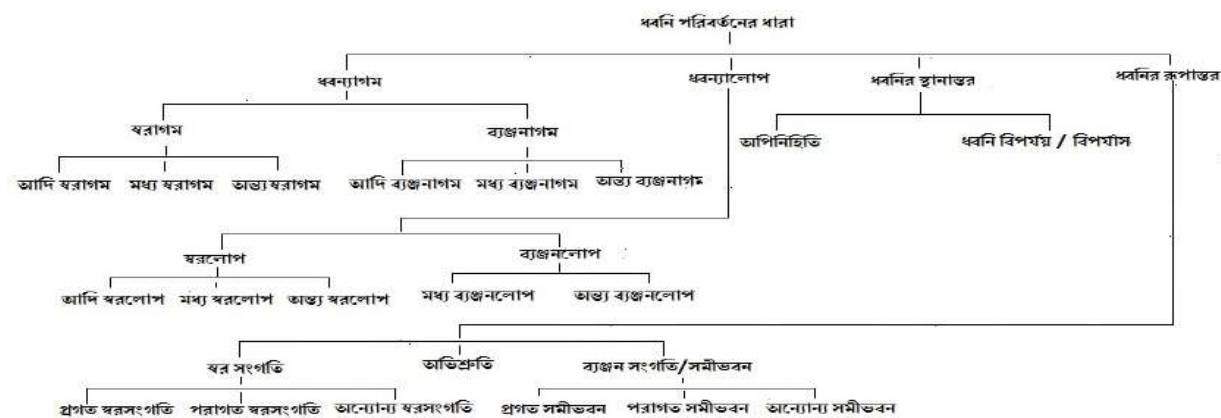 ধ্বনি পরিবর্তনের ধারা
ধ্বন্যাগম ধ্বন্যালোপ ধ্বনির স্থানান্তর ধ্বনির রূপান্তর
স্বরাগম ব্যঞ্জনাগম অপিনিহিতি ধ্বনি বিপর্যয় / বিপর্যাস
আদি স্বরাগম মধ্য স্বরাগম অন্ত্যস্বরাগম আদি ব্যঞ্জনাগম মধ্য ব্যঞ্জনাগম অন্ত্য ব্যঞ্জনাগম
স্বরলোপ ব্যঞ্জনলোপ
আদি স্বরলোপ মধ্য স্বরলোপ অন্ত্য স্বরলোপ মধ্য ব্যঞ্জনলোপ অন্ত্য ব্যঞ্জনলোপ
স্বর সংগতি অভিশ্রুতি ব্যঞ্জন সংগতি/সমীভবন
প্রগত স্বরসংগতি পরাগত স্বরসংগতি অন্যোন্য স্বরসংগতি প্রগত সমীভবন পরাগত সমীভবন অন্যোন্য সমীভবন